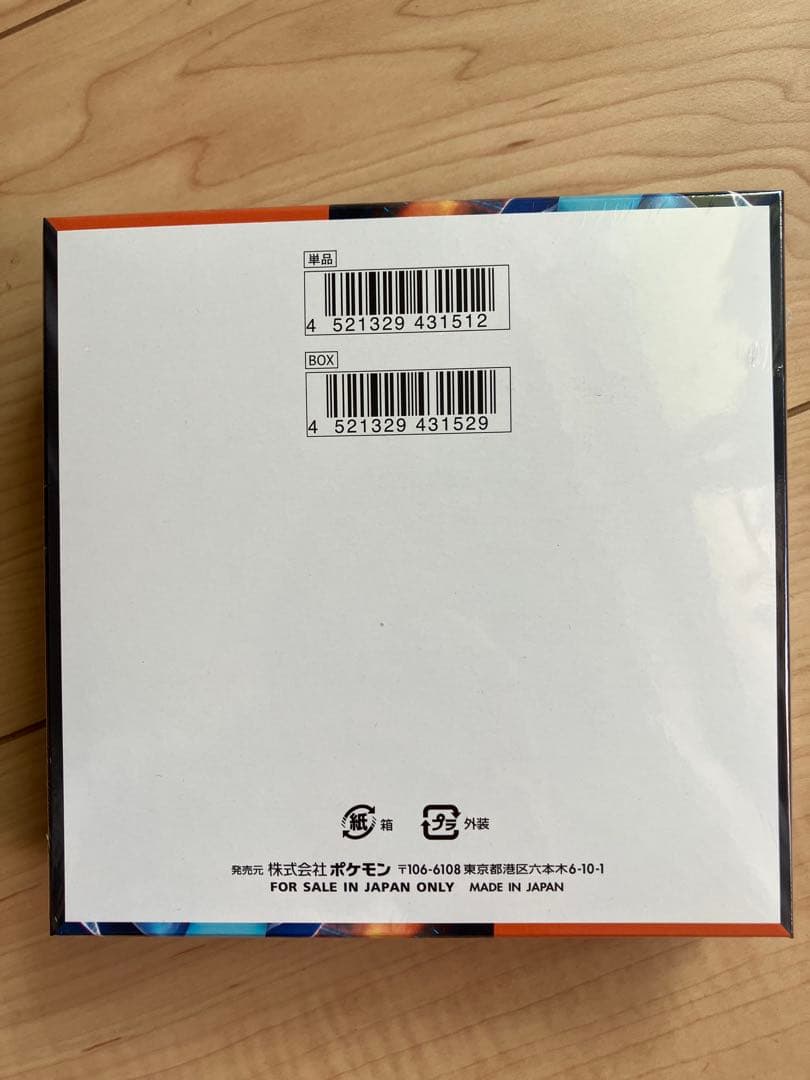 単品
4 521329 431512
BOX
4 521329 431529
紙 箱 プラ 外装
発売元 株式会社 ポケモン 〒106-6108 東京都港区六本木6-10-1
FOR SALE IN JAPAN ONLY MADE IN JAPAN